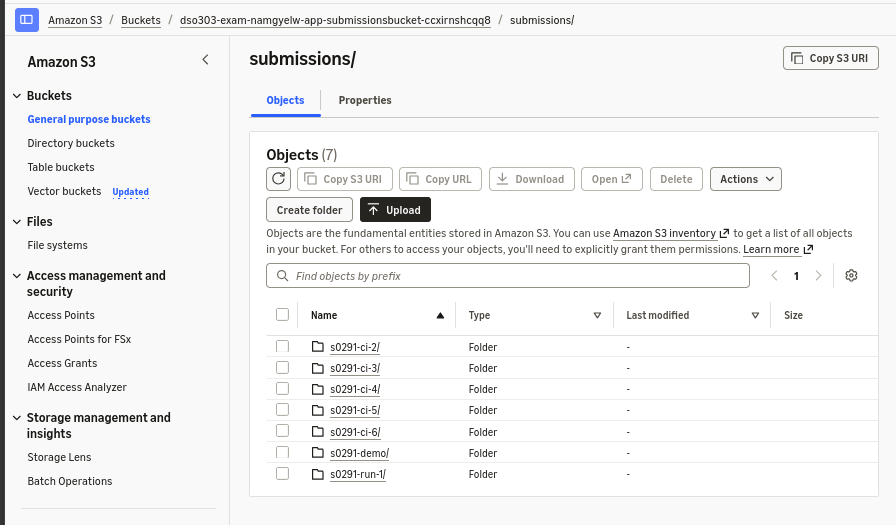 Amazon S3 / Buckets / dso303-exam-namgyelw-app-submissionsbucket-ccxirnshcqq8 / submissions/
Amazon S3
Buckets
General purpose buckets
Directory buckets
Table buckets
Vector buckets Updated
Files
File systems
Access management and
security
Access Points
Access Points for FSx
Access Grants
IAM Access Analyzer
Storage management and
insights
Storage Lens
Batch Operations
submissions/
Copy S3 URI
Objects
Properties
Objects (7)
Copy S3 URI Copy URL Download Open Delete Actions
Create folder Upload
Objects are the fundamental entities stored in Amazon S3. You can use Amazon S3 inventory to get a list of all objects
in your bucket. For others to access your objects, you'll need to explicitly grant them permissions. Learn more
Find objects by prefix
1
Name Type Last modified Size
s0291-ci-2/ Folder -
s0291-ci-3/ Folder -
s0291-ci-4/ Folder -
s0291-ci-5/ Folder -
s0291-ci-6/ Folder -
s0291-demo/ Folder -
s0291-run-1/ Folder -